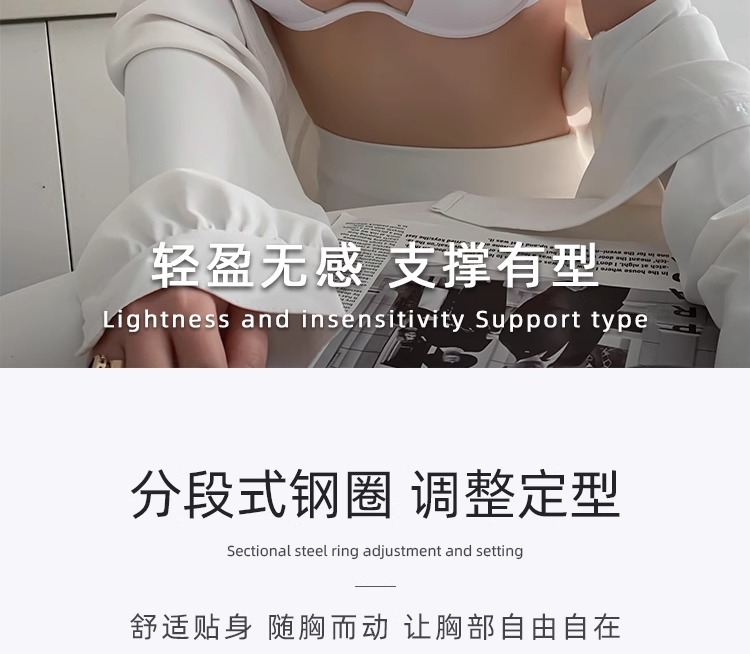 轻盈无感 支撑有型
Lightness and insensitivity Support type
分段式钢圈 调整定型
Sectional steel ring adjustment and setting
舒适贴身 随胸而动 让胸部自由自在